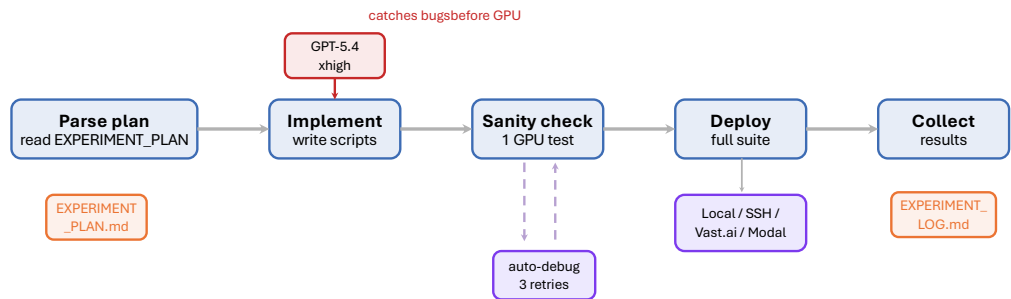 catches bugsbefore GPU
GPT-5.4
xhigh
Parse plan
read EXPERIMENT_PLAN
Implement
write scripts
Sanity check
1 GPU test
Deploy
full suite
Collect
results
EXPERIMENT
_PLAN.md
auto-debug
3 retries
Local / SSH /
Vast.ai / Modal
EXPERIMENT_
LOG.md